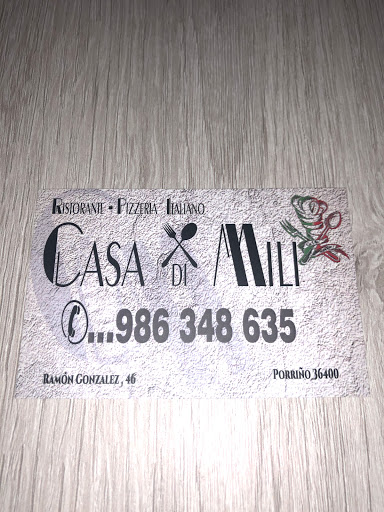 RISTORANTE • PIZZERIA ITALIANO
CASA DI MILI
...986 348 635
RAMÓN GONZALEZ, 46 PORRIÑO 36400